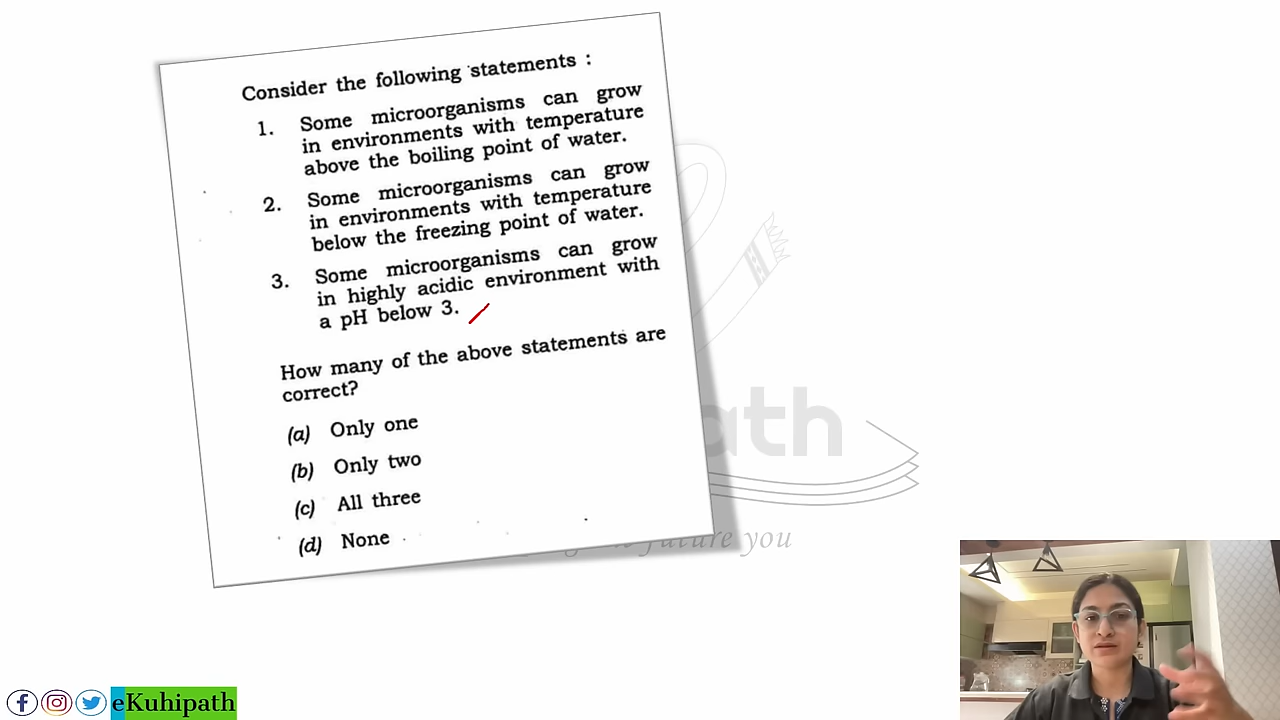 Consider the following statements :
1. Some microorganisms can grow
in environments with temperature
above the boiling point of water.
2. Some microorganisms can grow
in environments with temperature
below the freezing point of water.
3. Some microorganisms can grow
in highly acidic environment with
a pH below 3.
How many of the above statements are
correct?
(a) Only one
(b) Only two
(c) All three
(d) None
ath
future you
eKuhipath